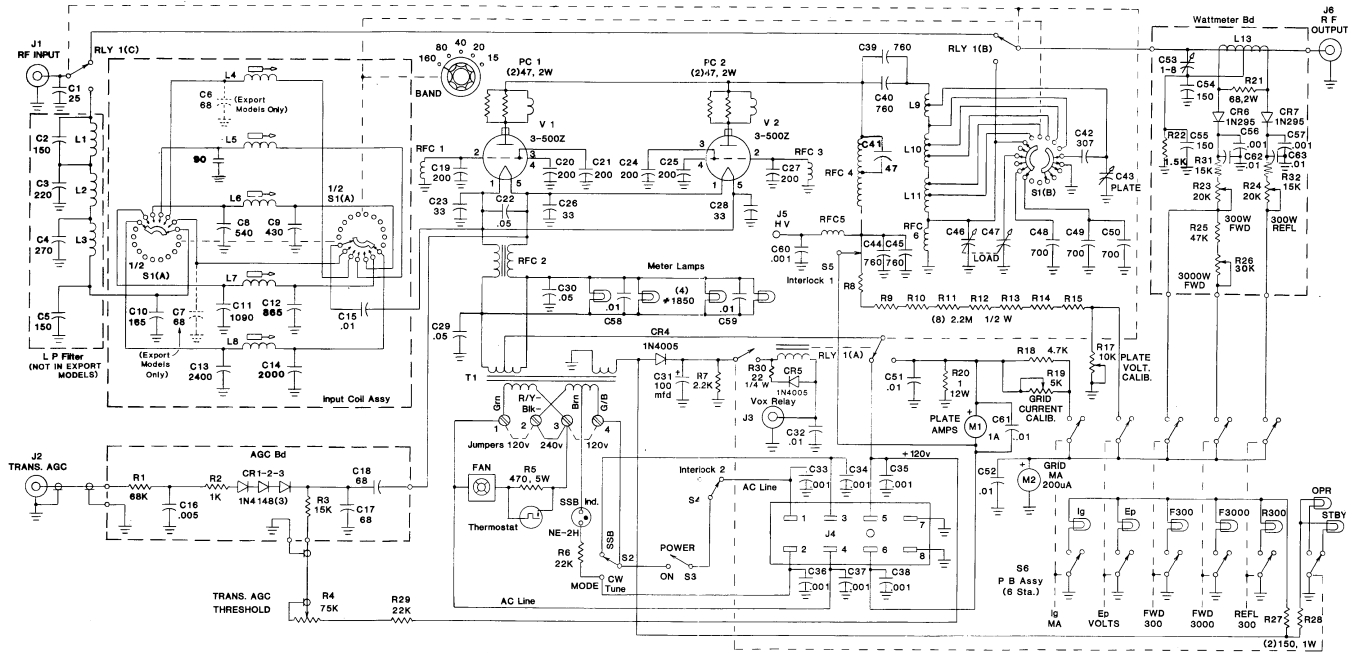 J1
RF INPUT
RLY 1(C)
C1
25
C2
150
L1
C3
220
L2
C4
270
L3
C5
150
L P Filter
(NOT IN EXPORT
MODELS)
L4
C6
68
(Export
Models Only)
L5
90
L6
1/2
S1(A)
C8
540
C9
430
1/2
S1(A)
L7
C10
165
C7
68
C11
1090
C12
865
C15
.01
(Export
Models
Only)
L8
C13
2400
C14
2000
Input Coil Assy
160
80
40
20
15
BAND
PC 1
(2)47, 2W
PC 2
(2)47, 2W
V 1
3-500Z
V 2
3-500Z
RFC 1
2
3
4
1
5
C19
200
C20
200
C21
200
C24
200
C25
200
3
4
2
1
5
RFC 3
C27
200
C23
33
C22
.05
C26
33
C28
33
RFC 2
C30
.05
C29
.05
Meter Lamps
.01
C58
(4)
#1850
.01
C59
C39
760
C40
760
C41
47
RFC 4
L9
L10
L11
RFC
6
RLY 1(B)
S1(B)
C42
307
C43
PLATE
J5
HV
RFC5
C60
.001
S5
Interlock 1
C44
760
C45
760
C46
C47
LOAD
C48
700
C49
700
C50
700
R8
R9
R10
R11
R12
R13
R14
R15
(8) 2.2M
1/2 W
R17
10K
PLATE
VOLT.
CALIB.
Wattmeter Bd
J6
R F
OUTPUT
L13
C53
1-8
C54
150
R21
68,2W
CR6
1N295
CR7
1N295
R22
1.5K
C55
150
C56
.001
C57
.001
C62
.01
C63
.01
R31
15K
R32
15K
R23
20K
R24
20K
300W
FWD
300W
REFL
R25
47K
R26
30K
3000W
FWD
T1
Grn
R/Y-
Blk-
Brn
G/B
1
2
3
4
Jumpers
120v
240v
120v
CR4
1N4005
C31
100
mfd
R7
2.2K
R30
22
1/4 W
CR5
1N4005
RLY 1(A)
Vox Relay
J3
C32
.01
C51
.01
R20
1
12W
R18
4.7K
R19
5K
GRID
CURRENT
CALIB.
PLATE
AMPS
+
M1
1A
C61
.01
C52
.01
+
M2
GRID
MA
200uA
+120v
FAN
R5
470, 5W
Thermostat
SSB Ind.
NE-2H
R6
22K
MODE
SSB
S2
CW
Tune
POWER
ON
S3
Interlock 2
S4
AC Line
AC Line
C33
.001
C34
.001
C35
.001
1
3
5
7
J4
2
4
6
8
C36
.001
C37
.001
C38
.001
J2
TRANS. AGC
AGC Bd
R1
68K
C16
.005
R2
1K
CR1-2-3
1N4148(3)
R3
15K
C18
68
C17
68
TRANS. AGC
THRESHOLD
R4
75K
R29
22K
Ig
Ep
F300
F3000
R300
OPR
STBY
S6
P B Assy
(6 Sta.)
Ig
MA
Ep
VOLTS
FWD
300
FWD
3000
REFL
300
R27
R28
(2)150, 1W